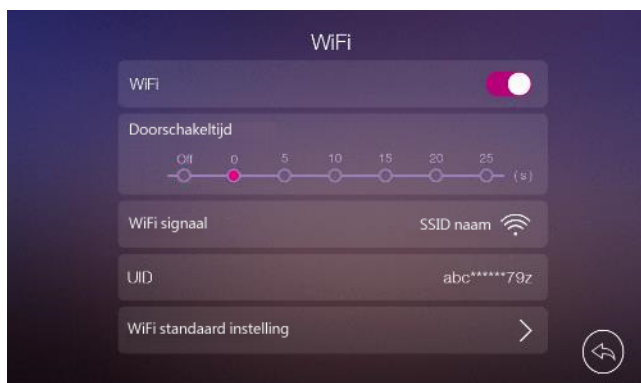 WiFi
WiFi
Doorschakeltijd
Off 0 5 10 15 20 25 (s)
WiFi signaal SSID naam
UID abc******79z
WiFi standaard instelling